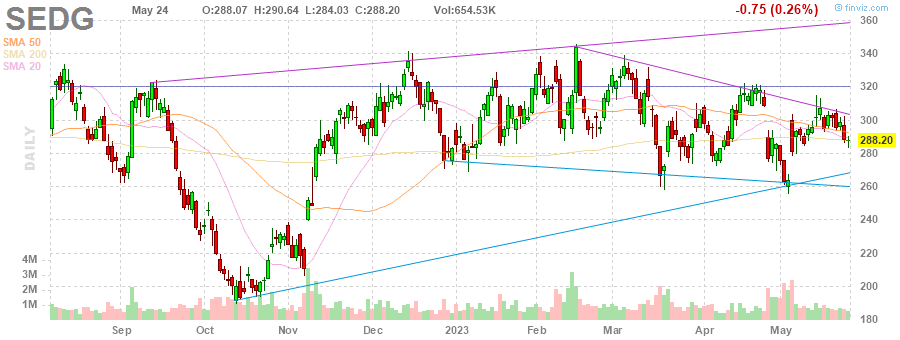 SEDG May 24 O:288.07 H:290.64 L:284.03 C:288.20 Vol:654.53K -0.75 (0.26%) finviz.com
SMA 50
SMA 200
SMA 20
DAILY
360
340
320
300
288.20
280
260
240
220
200
180
4M
3M
2M
1M
Sep Oct Nov Dec 2023 Feb Mar Apr May